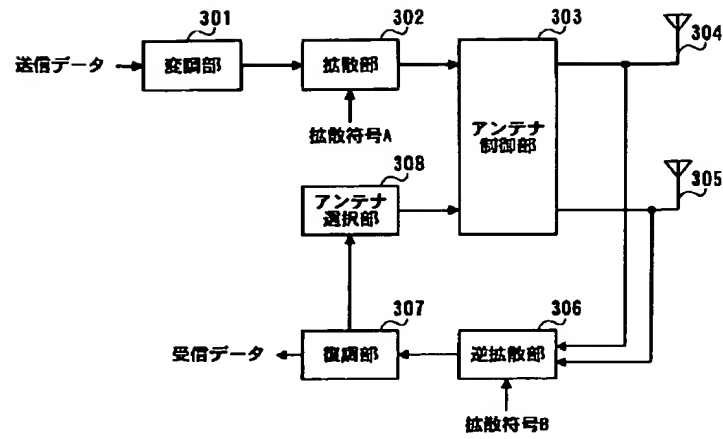 301
302
303
304
送信データ
変調部
拡散部
アンテナ
制御部
拡散符号A
308
305
アンテナ
選択部
307
306
受信データ
復調部
逆拡散部
拡散符号B